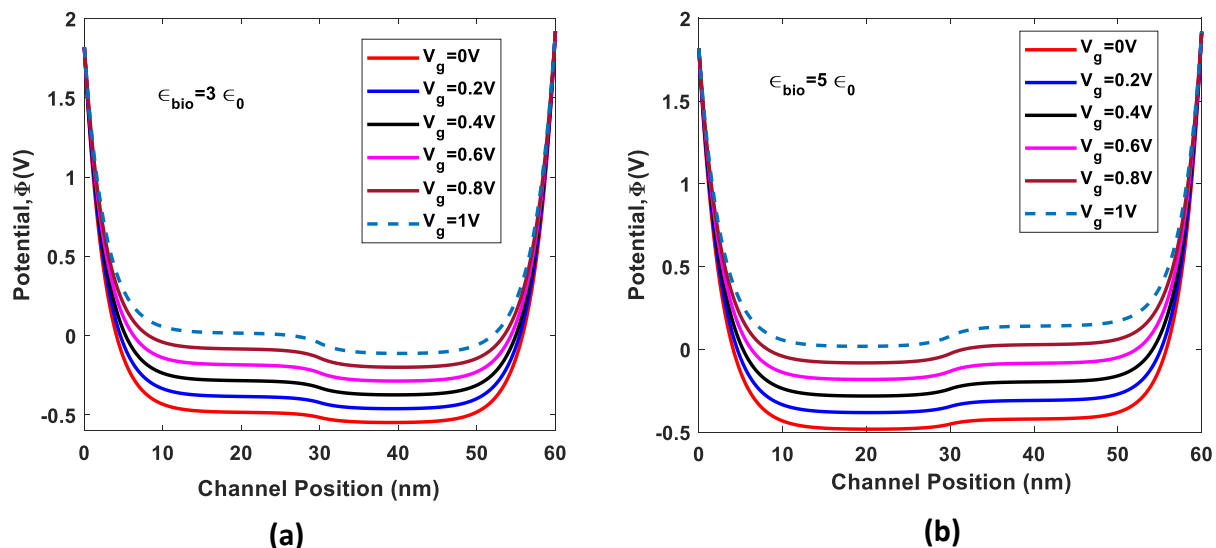 2
1.5
1
0.5
0
-0.5
Potential,Φ(V)
ϵbio=3 ϵ0
Vg=0V
Vg=0.2V
Vg=0.4V
Vg=0.6V
Vg=0.8V
Vg=1V
0 10 20 30 40 50 60
Channel Position (nm)
(a)
2
1.5
1
0.5
0
-0.5
Potential,Φ(V)
ϵbio=5 ϵ0
Vg=0V
Vg=0.2V
Vg=0.4V
Vg=0.6V
Vg=0.8V
Vg=1V
0 10 20 30 40 50 60
Channel Position (nm)
(b)